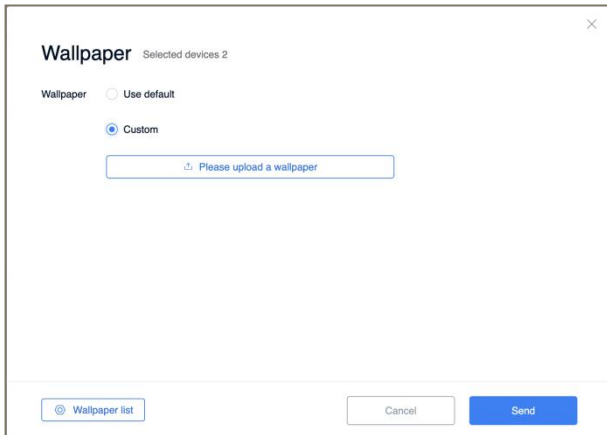 Wallpaper Selected devices 2
Wallpaper Use default
Custom
Please upload a wallpaper
Wallpaper list Cancel Send